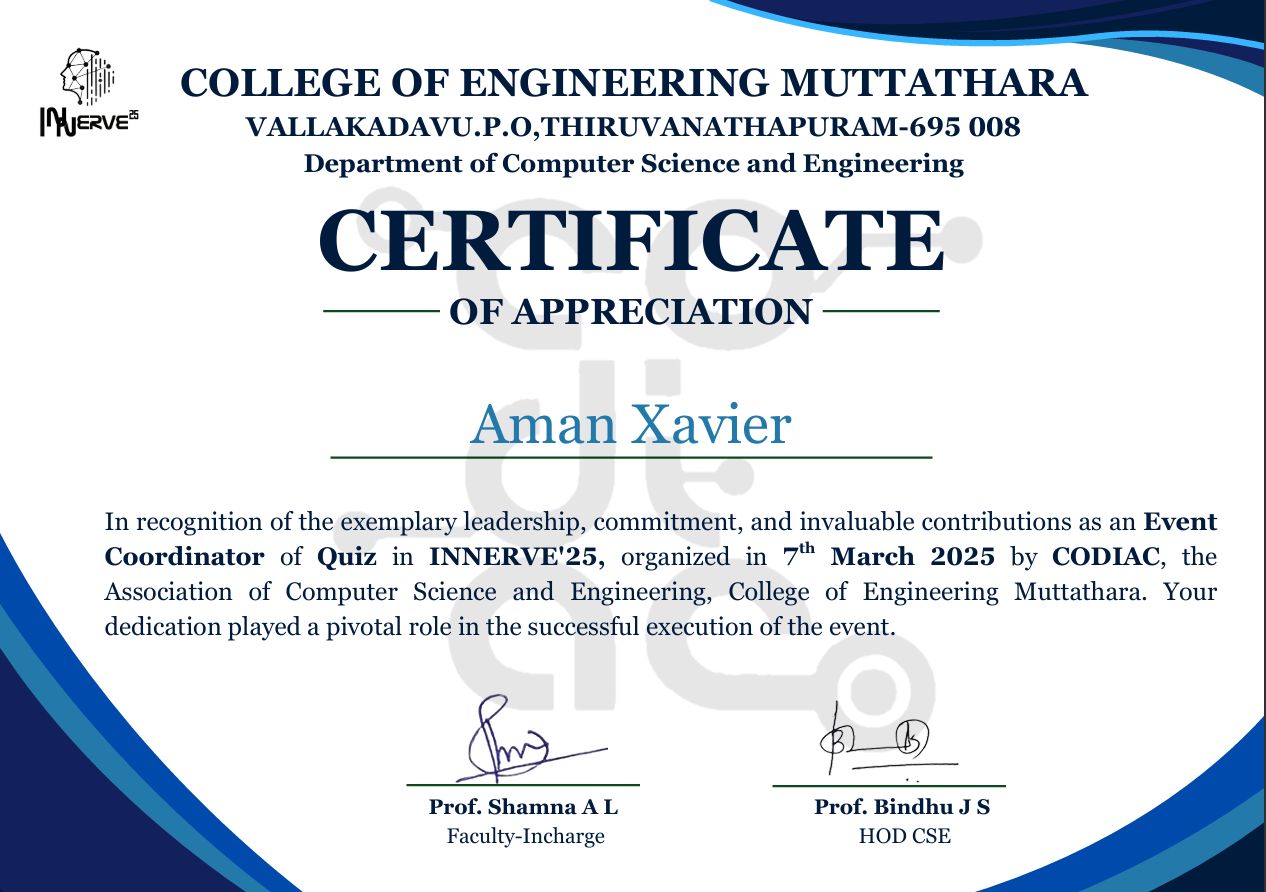 INNERVE 25
COLLEGE OF ENGINEERING MUTTATHARA
VALLAKADAVU.P.O,THIRUVANATHAPURAM-695 008
Department of Computer Science and Engineering
CERTIFICATE
OF APPRECIATION
Aman Xavier
In recognition of the exemplary leadership, commitment, and invaluable contributions as an Event
Coordinator of Quiz in INNERVE'25, organized in 7th March 2025 by CODIAC, the
Association of Computer Science and Engineering, College of Engineering Muttathara. Your
dedication played a pivotal role in the successful execution of the event.
Prof. Shamna A L
Faculty-Incharge
Prof. Bindhu J S
HOD CSE